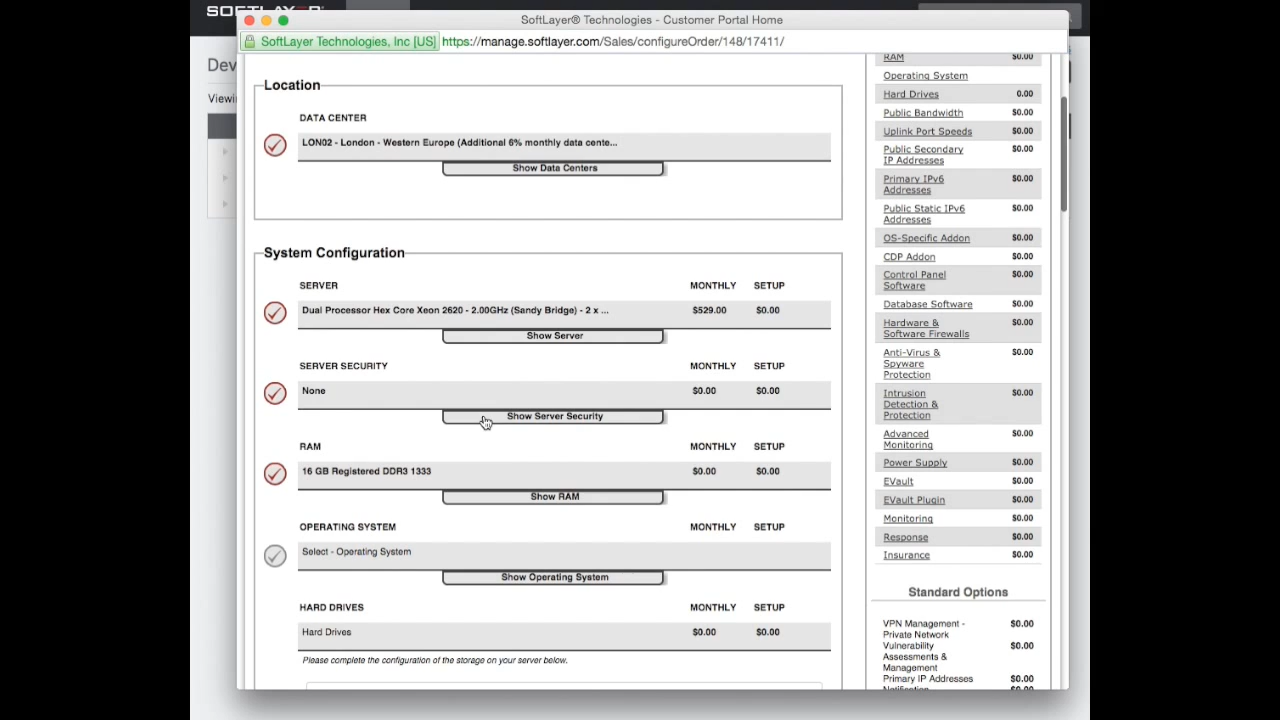 SOFTLAYER
SoftLayer® Technologies - Customer Portal Home
SoftLayer Technologies, Inc [US] https://manage.softlayer.com/Sales/configureOrder/148/17411/
Viewi
Location
DATA CENTER
LON02 - London - Western Europe (Additional 6% monthly data cente...
Show Data Centers
System Configuration
SERVER MONTHLY SETUP
Dual Processor Hex Core Xeon 2620 - 2.00GHz (Sandy Bridge) - 2 x ... $529.00 $0.00
Show Server
SERVER SECURITY MONTHLY SETUP
None $0.00 $0.00
Show Server Security
RAM MONTHLY SETUP
16 GB Registered DDR3 1333 $0.00 $0.00
Show RAM
OPERATING SYSTEM MONTHLY SETUP
Select - Operating System
Show Operating System
HARD DRIVES MONTHLY SETUP
Hard Drives $0.00 $0.00
Please complete the configuration of the storage on your server below.
RAM $0.00
Operating System
Hard Drives 0.00
Public Bandwidth $0.00
Uplink Port Speeds $0.00
Public Secondary $0.00
IP Addresses
Primary IPv6 $0.00
Addresses
Public Static IPv6 $0.00
Addresses
OS-Specific Addon $0.00
CDP Addon $0.00
Control Panel $0.00
Software
Database Software $0.00
Hardware & $0.00
Software Firewalls
Anti-Virus & $0.00
Spyware
Protection
Intrusion $0.00
Detection &
Protection
Advanced $0.00
Monitoring
Power Supply $0.00
EVault $0.00
EVault Plugin $0.00
Monitoring $0.00
Response $0.00
Insurance $0.00
Standard Options
VPN Management - $0.00
Private Network
Vulnerability $0.00
Assessments &
Management
Primary IP Addresses $0.00
Notification $0.00